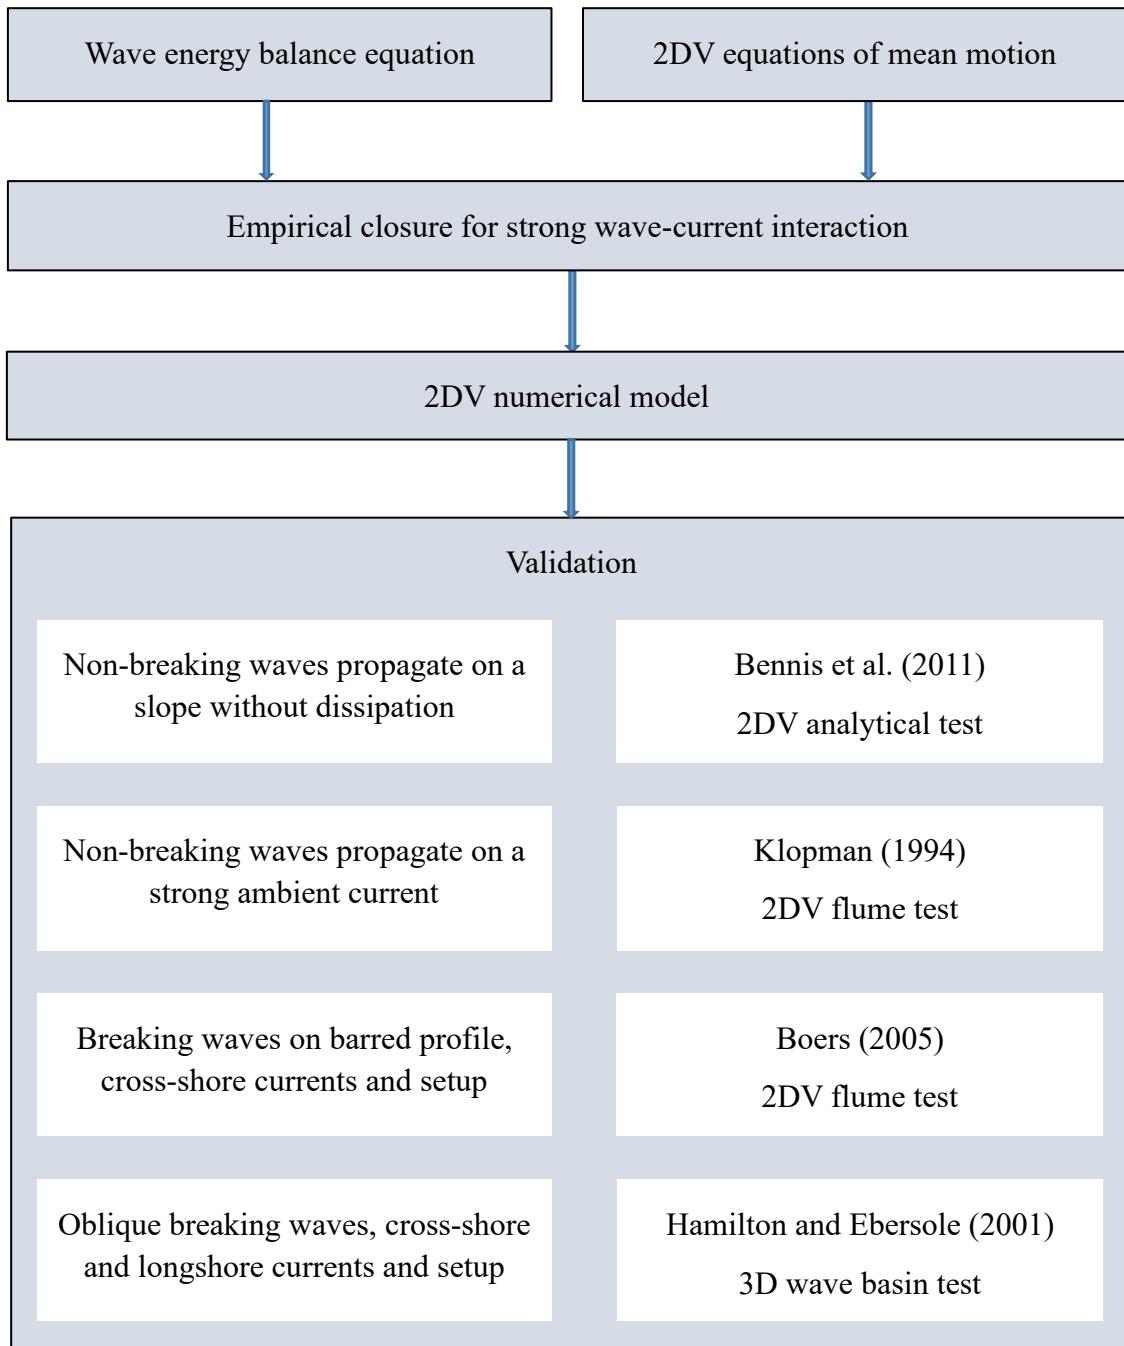 Wave energy balance equation
2DV equations of mean motion
Empirical closure for strong wave-current interaction
2DV numerical model
Validation
Non-breaking waves propagate on a
slope without dissipation
Bennis et al. (2011)
2DV analytical test
Non-breaking waves propagate on a
strong ambient current
Klopman (1994)
2DV flume test
Breaking waves on barred profile,
cross-shore currents and setup
Boers (2005)
2DV flume test
Oblique breaking waves, cross-shore
and longshore currents and setup
Hamilton and Ebersole (2001)
3D wave basin test